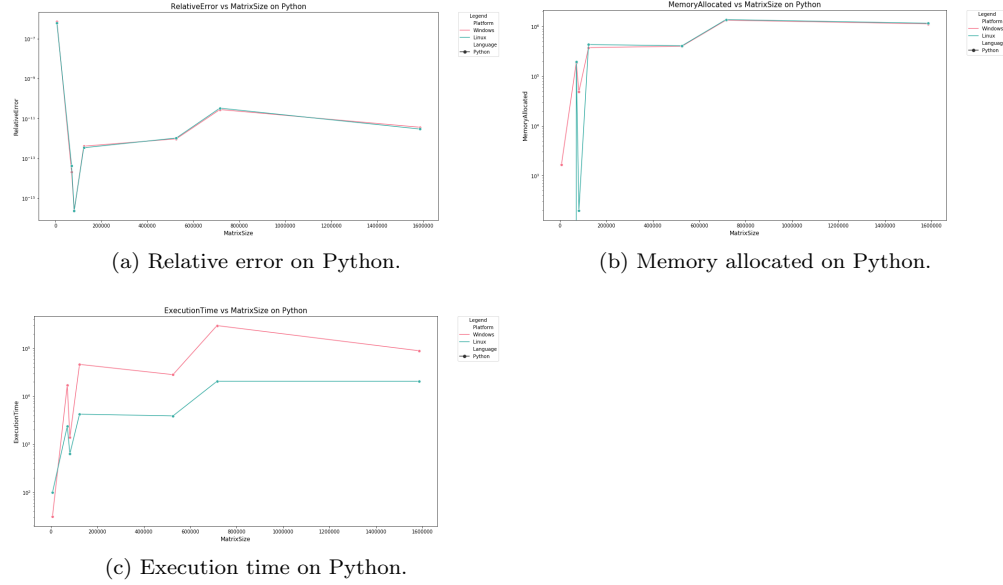 RelativeError vs MatrixSize on Python
Legend
Platform
Windows
Linux
Language
Python
RelativeError
0 200000 400000 600000 800000 1000000 1200000 1400000 1600000
MatrixSize
(a) Relative error on Python.
MemoryAllocated vs MatrixSize on Python
Legend
Platform
Windows
Linux
Language
Python
MemoryAllocated
0 200000 400000 600000 800000 1000000 1200000 1400000 1600000
MatrixSize
(b) Memory allocated on Python.
ExecutionTime vs MatrixSize on Python
Legend
Platform
Windows
Linux
Language
Python
ExecutionTime
0 200000 400000 600000 800000 1000000 1200000 1400000 1600000
MatrixSize
(c) Execution time on Python.